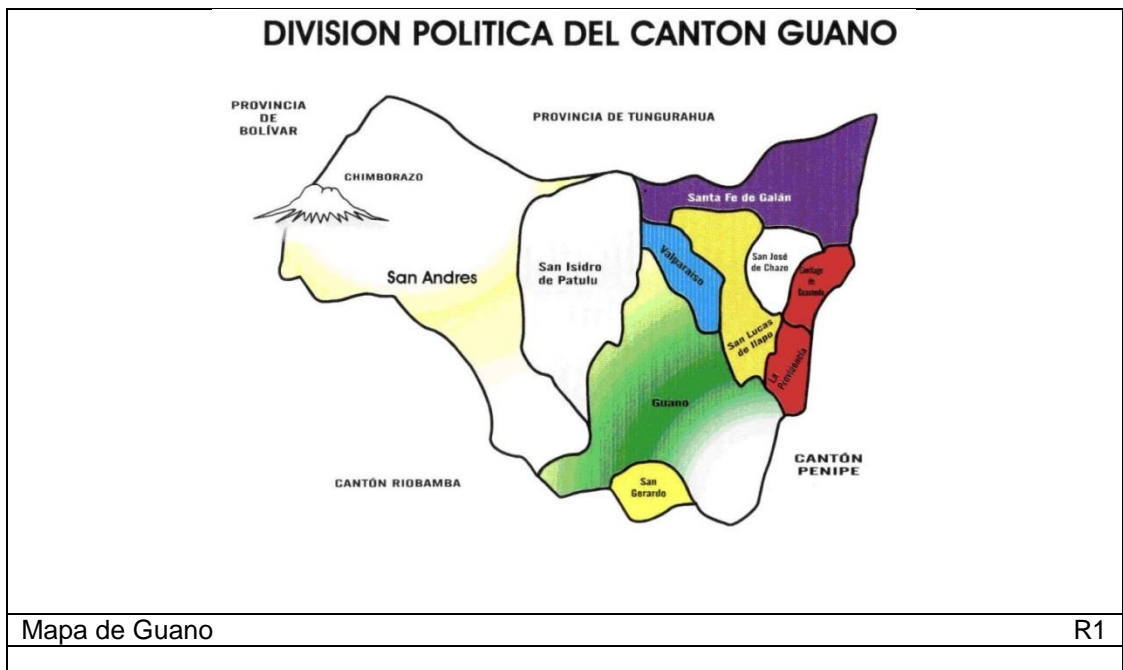 DIVISION POLITICA DEL CANTON GUANO
PROVINCIA
DE
BOLÍVAR
PROVINCIA DE TUNGURAHUA
CHIMBORAZO
Santa Fe de Galán
Valparaiso
San José
de Chazo
Santiago de
San Andres
San Isidro
de Patulu
San Lucas
de Ilapo
La Providencia
Guano
CANTÓN
PENIPE
CANTÓN RIOBAMBA
San
Gerardo
Mapa de Guano R1